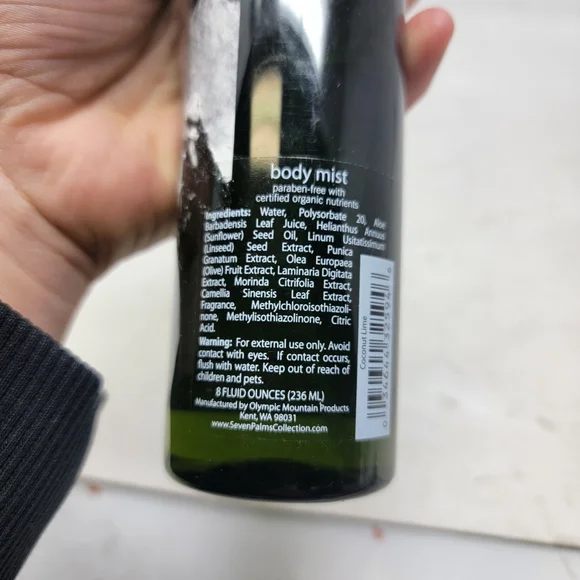 body mist
paraben-free with
certified organic nutrients
Ingredients: Water, Polysorbate 20, Aloe
Barbadensis Leaf Juice, Helianthus Annuus
(Sunflower) Seed Oil, Linum Usitatissimum
(Linseed) Seed Extract, Punica
Granatum Extract, Olea Europaea
(Olive) Fruit Extract, Laminaria Digitata
Extract, Morinda Citrifolia Extract,
Camellia Sinensis Leaf Extract,
Fragrance, Methylchloroisothiazoli-
none, Methylisothiazolinone, Citric
Acid.
Warning: For external use only. Avoid
contact with eyes. If contact occurs,
flush with water. Keep out of reach of
children and pets.
8 FLUID OUNCES (236 ML)
Manufactured by Olympic Mountain Products
Kent, WA 98031
www.SevenPalmsCollection.com
Coconut Lime